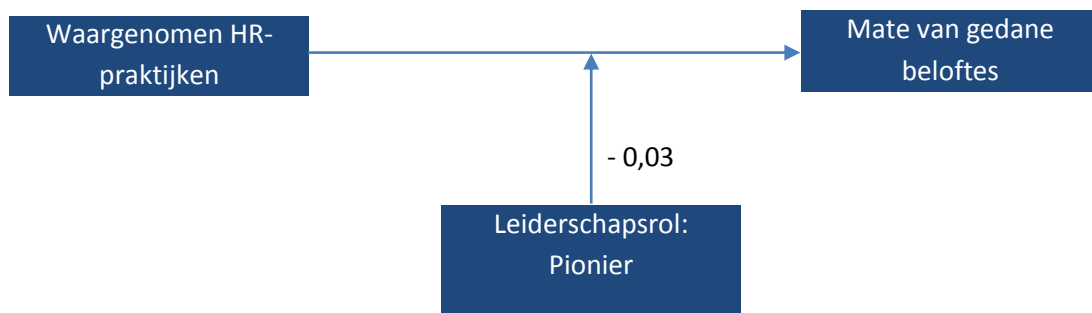 Waargenomen HR-
praktijken
Mate van gedane
beloftes
- 0,03
Leiderschapsrol:
Pionier